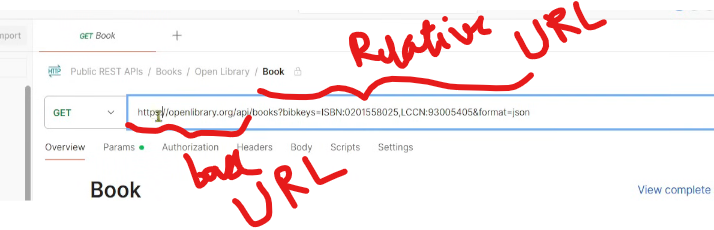 import
GET Book +
Relative URL
HTTP Public REST APIs / Books / Open Library / Book
GET https://openlibrary.org/api/books?bibkeys=ISBN:0201558025,LCCN:93005405&format=json
Overview Params Authorization Headers Body Scripts Settings
base URL
Book
View complete